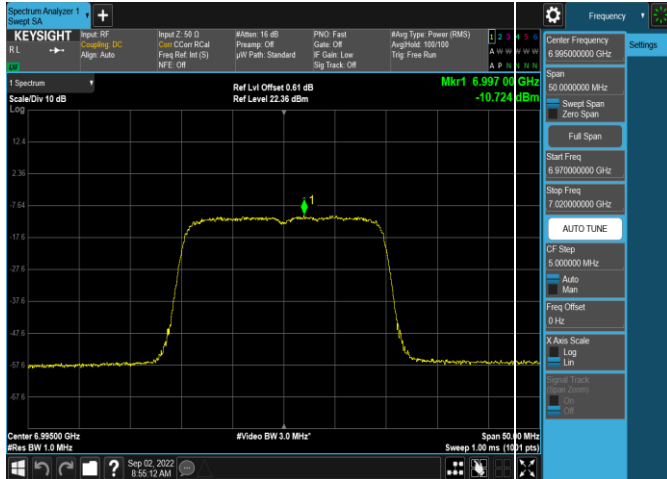 Spectrum Analyzer 1
Swept SA
+
Frequency
KEYSIGHT
RL
Input: RF
Coupling: DC
Align: Auto
Input Z: 50 Ω
Corr CCorr RCal
Freq Ref: Int (S)
NFE: Off
#Atten: 16 dB
Preamp: Off
µW Path: Standard
PNO: Fast
Gate: Off
IF Gain: Low
Sig Track: Off
#Avg Type: Power (RMS)
Avg|Hold: 100/100
Trig: Free Run
1 2 3 4 5 6
A W W W W W
A P N N N N
1 Spectrum
Scale/Div 10 dB
Log
Ref Lvl Offset 0.61 dB
Ref Level 22.36 dBm
Mkr1 6.997 00 GHz
-10.724 dBm
12.4
2.36
-7.64
-17.6
-27.6
-37.6
-47.6
-57.6
-67.6
1
Center 6.99500 GHz
#Res BW 1.0 MHz
#Video BW 3.0 MHz*
Span 50.00 MHz
Sweep 1.00 ms (1001 pts)
Sep 02, 2022
8:55:12 AM
?
Center Frequency
6.995000000 GHz
Settings
Span
50.0000000 MHz
Swept Span
Zero Span
Full Span
Start Freq
6.970000000 GHz
Stop Freq
7.020000000 GHz
AUTO TUNE
CF Step
5.000000 MHz
Auto
Man
Freq Offset
0 Hz
X Axis Scale
Log
Lin
Signal Track
(Span Zoom)
On
Off